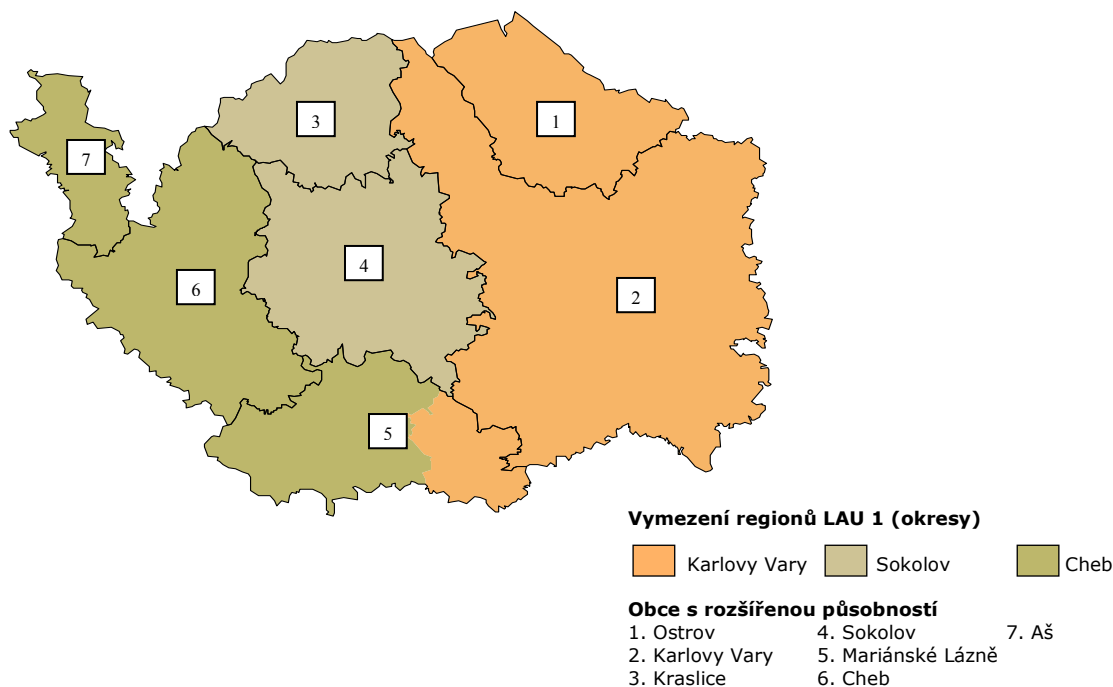 1
3
7
4
6
2
5
Vymezení regionů LAU 1 (okresy)
Karlovy Vary Sokolov Cheb
Obce s rozšířenou působností
1. Ostrov 4. Sokolov 7. Aš
2. Karlovy Vary 5. Mariánské Lázně
3. Kraslice 6. Cheb